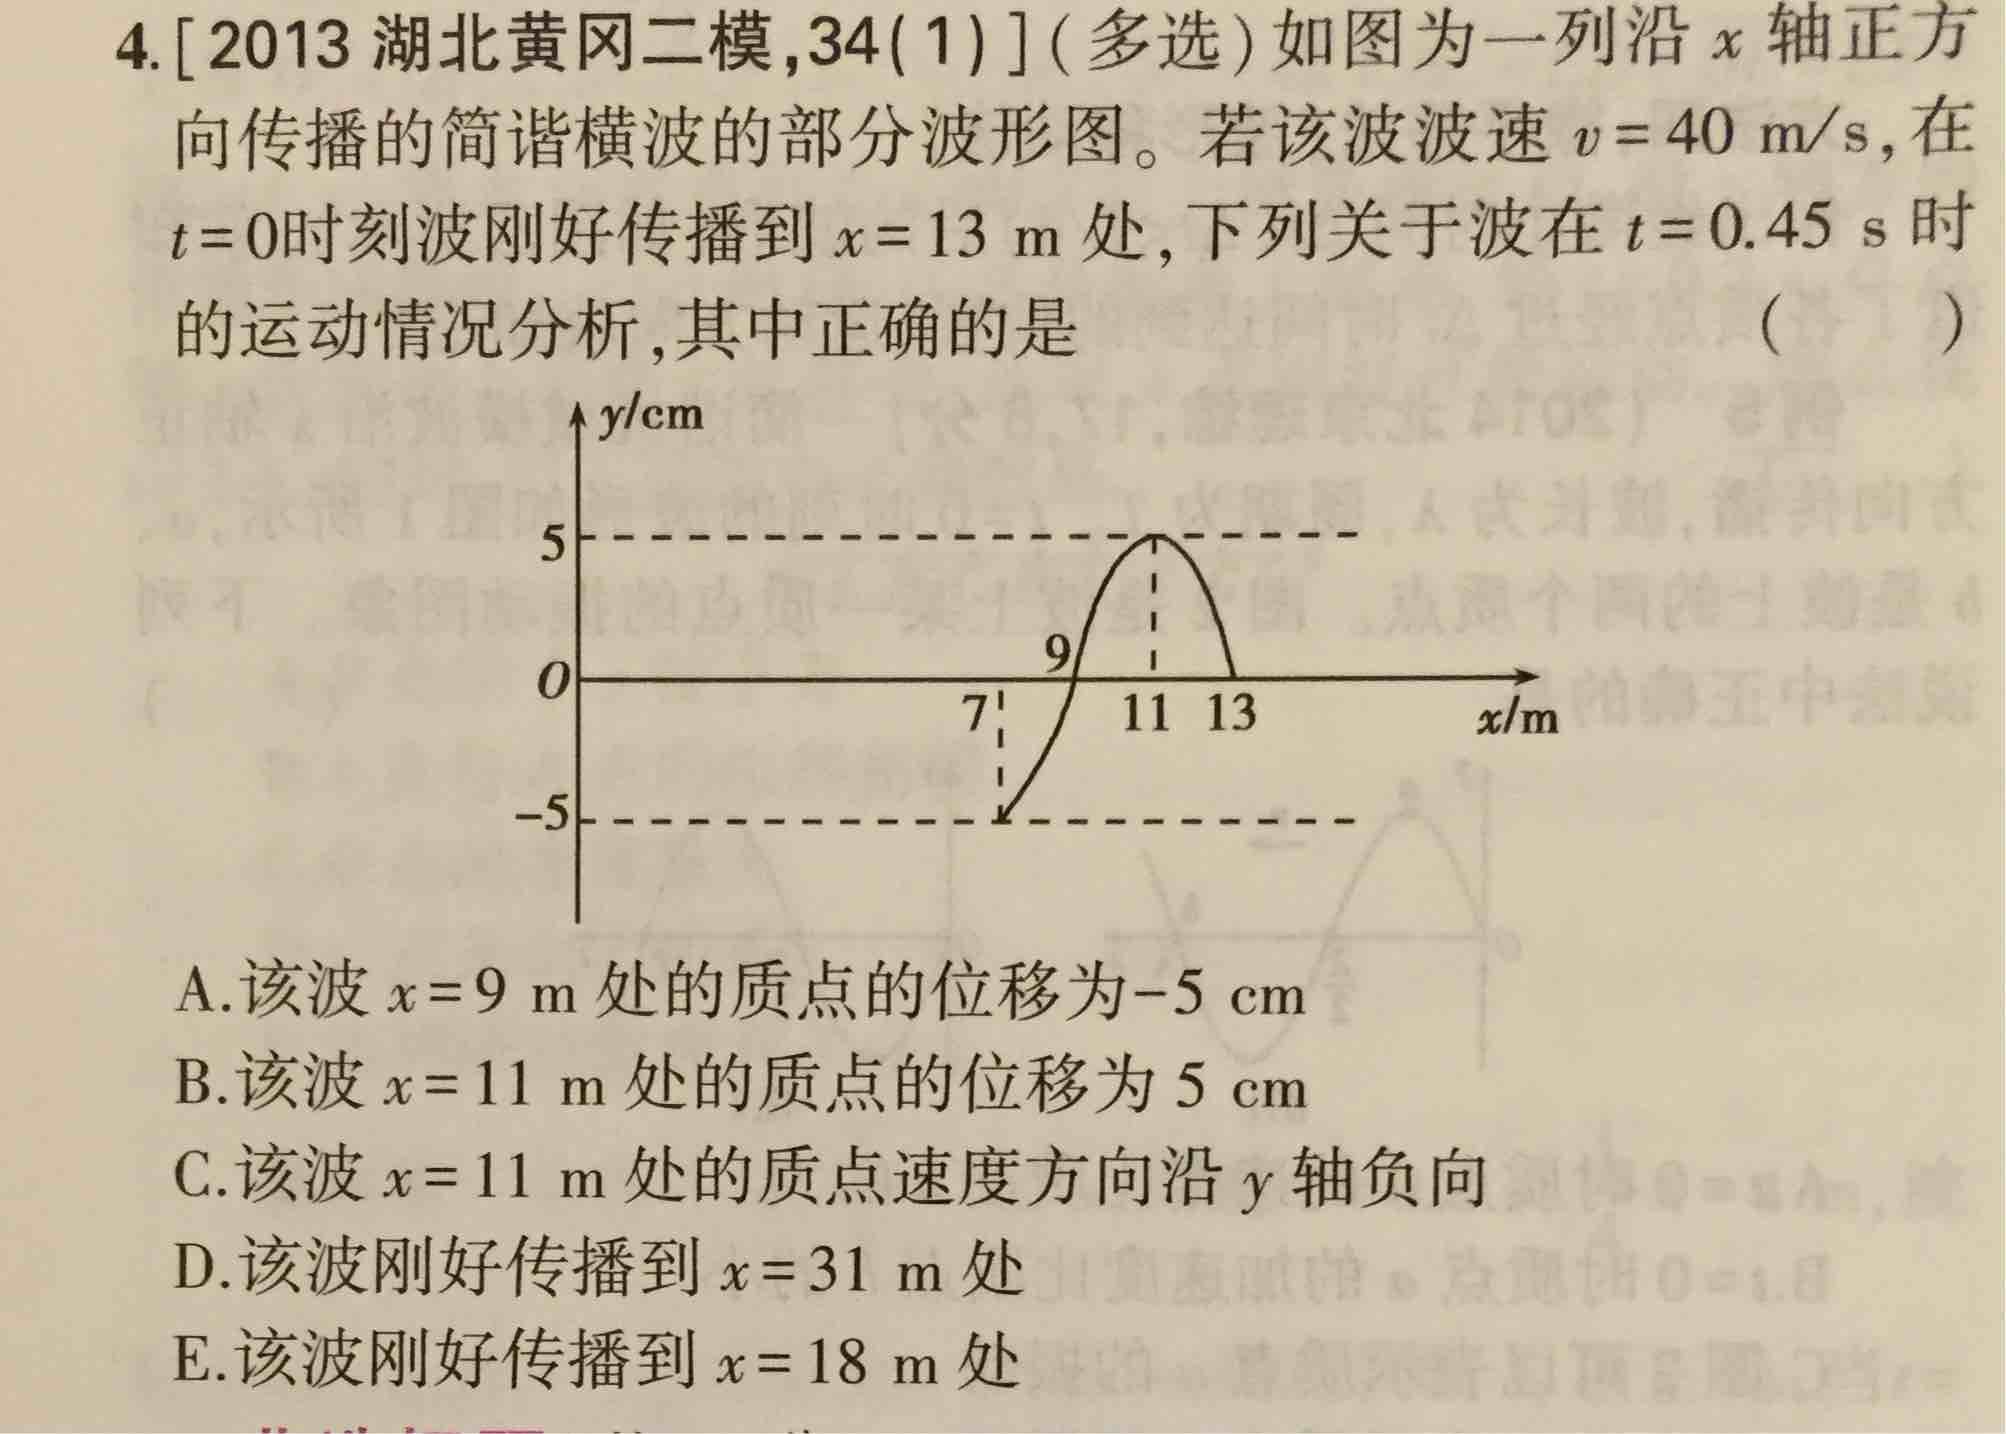 4.[2013 湖北黄冈二模,34(1)](多选)如图为一列沿 x 轴正方
向传播的简谐横波的部分波形图。若该波波速 v=40 m/s,在
t=0时刻波刚好传播到 x=13 m 处,下列关于波在 t=0.45 s 时
的运动情况分析,其中正确的是 ( )
y/cm
5
9
O
7
11
13
x/m
-5
A.该波 x=9 m 处的质点的位移为-5 cm
B.该波 x=11 m 处的质点的位移为 5 cm
C.该波 x=11 m 处的质点速度方向沿 y 轴负向
D.该波刚好传播到 x=31 m 处
E.该波刚好传播到 x=18 m 处